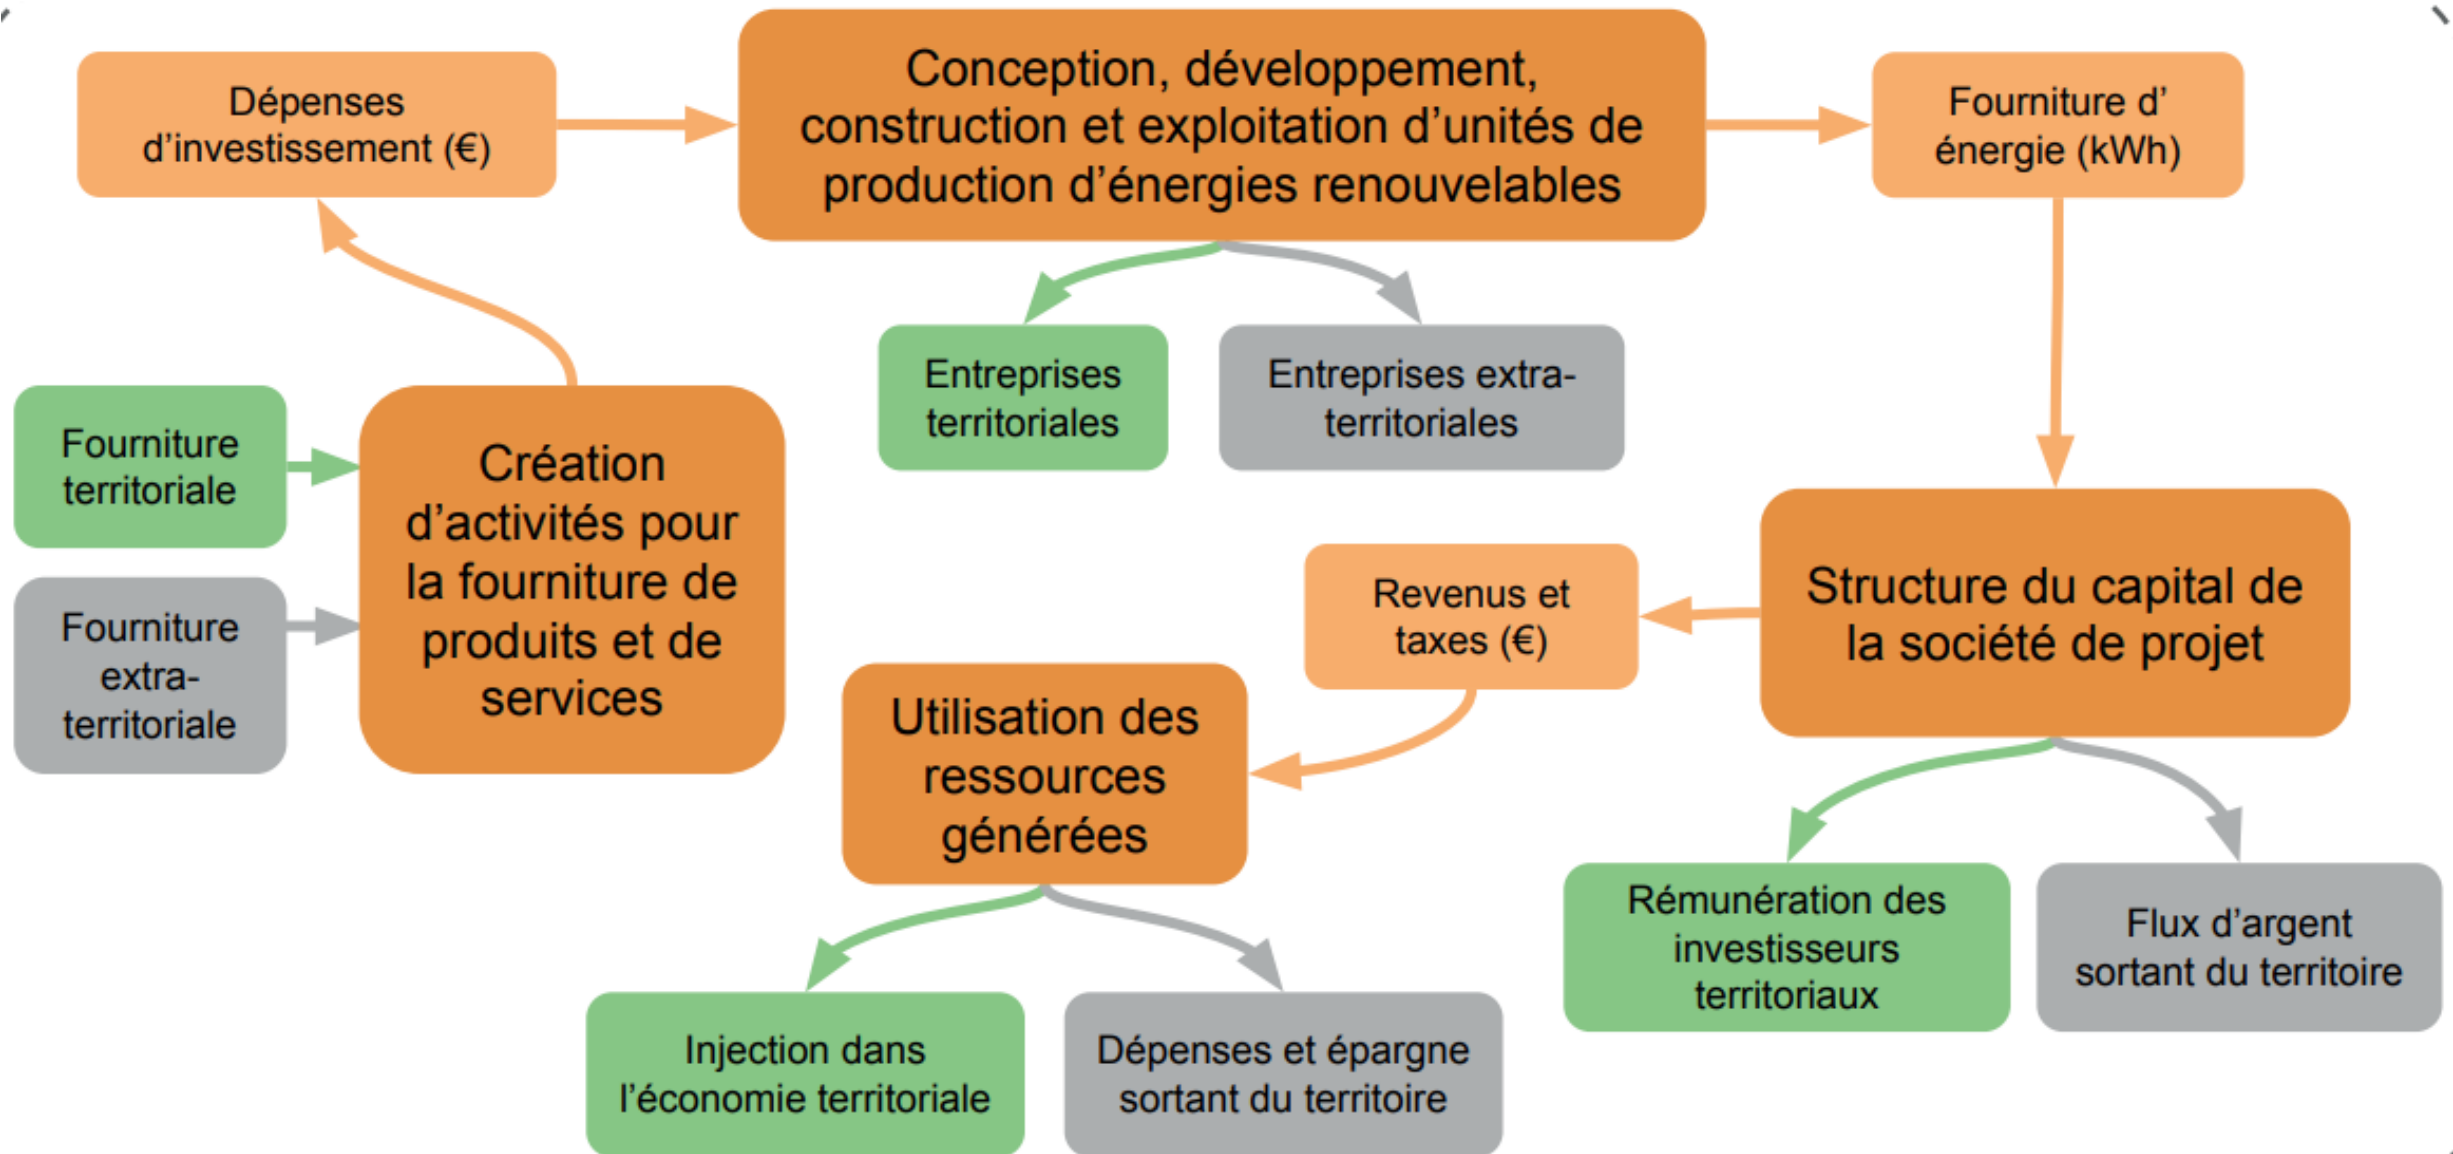 Dépenses
d'investissement (€)
Conception, développement,
construction et exploitation d'unités de
production d'énergies renouvelables
Fourniture d'
énergie (kWh)
Entreprises
territoriales
Entreprises extra-
territoriales
Fourniture
territoriale
Fourniture
extra-
territoriale
Création
d'activités pour
la fourniture de
produits et de
services
Structure du capital de
la société de projet
Revenus et
taxes (€)
Utilisation des
ressources
générées
Rémunération des
investisseurs
territoriaux
Flux d'argent
sortant du territoire
Injection dans
l'économie territoriale
Dépenses et épargne
sortant du territoire